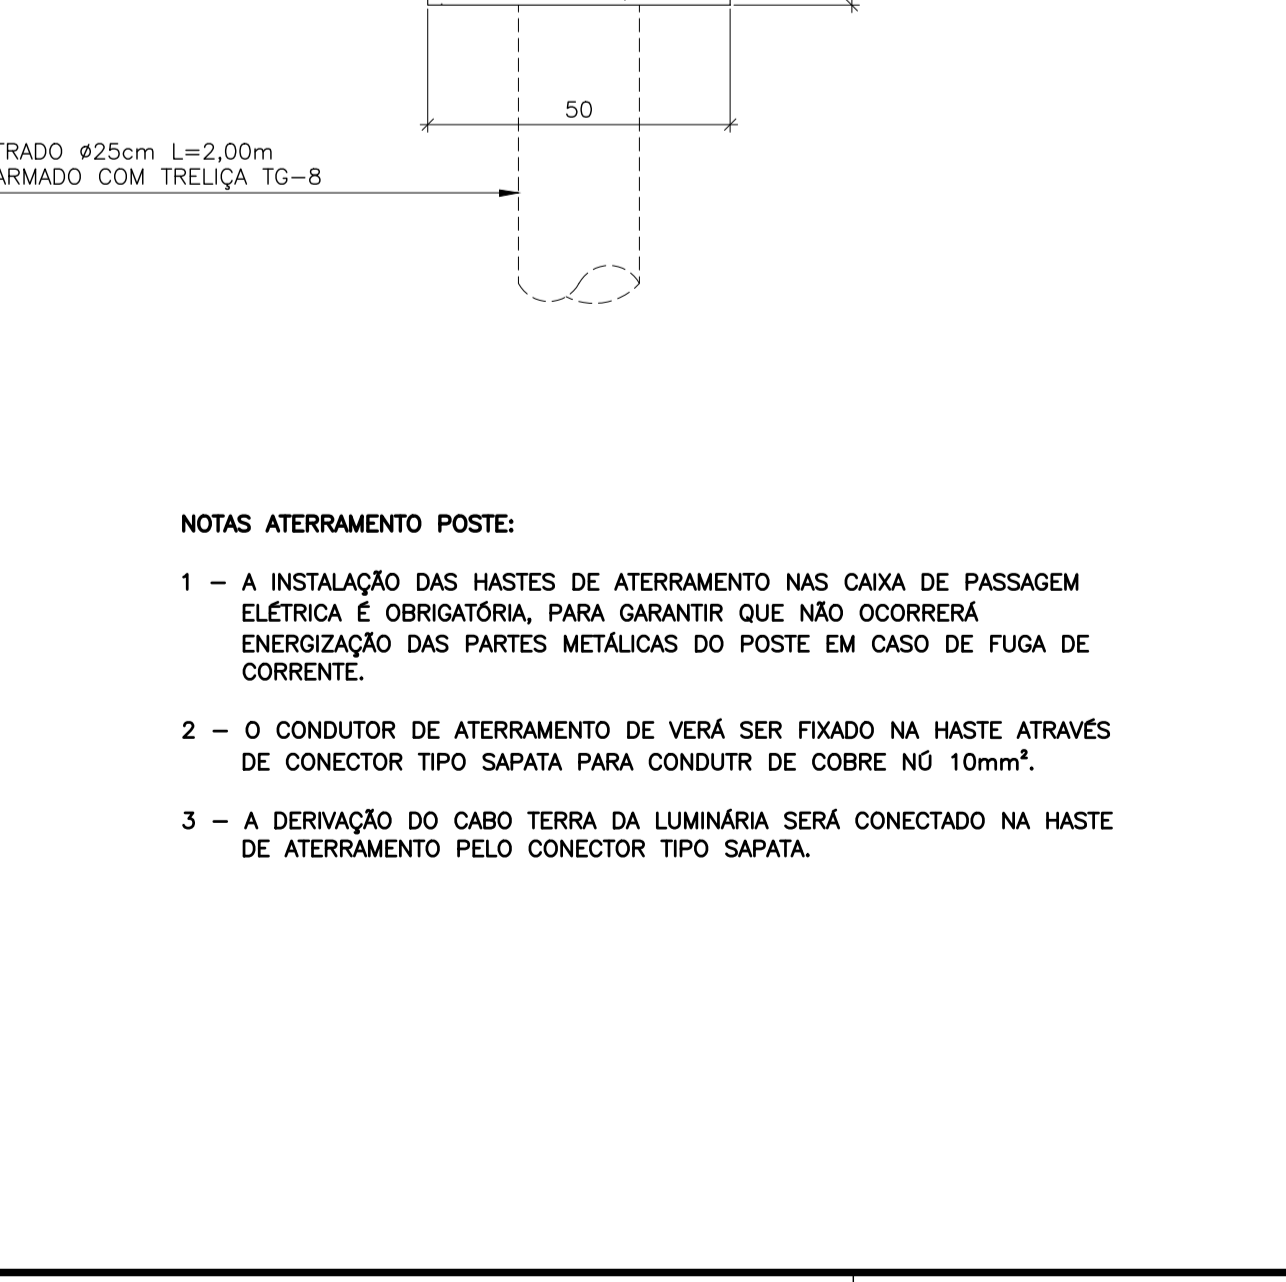 50
TRADO ø25cm L=2,00m
ARMADO COM TRELIÇA TG-8
NOTAS ATERRAMENTO POSTE:
1 - A INSTALAÇÃO DAS HASTES DE ATERRAMENTO NAS CAIXA DE PASSAGEM
ELÉTRICA É OBRIGATÓRIA, PARA GARANTIR QUE NÃO OCORRERÁ
ENERGIZAÇÃO DAS PARTES METÁLICAS DO POSTE EM CASO DE FUGA DE
CORRENTE.
2 - O CONDUTOR DE ATERRAMENTO DE VERÁ SER FIXADO NA HASTE ATRAVÉS
DE CONECTOR TIPO SAPATA PARA CONDUTR DE COBRE NÚ 10mm².
3 - A DERIVAÇÃO DO CABO TERRA DA LUMINÁRIA SERÁ CONECTADO NA HASTE
DE ATERRAMENTO PELO CONECTOR TIPO SAPATA.